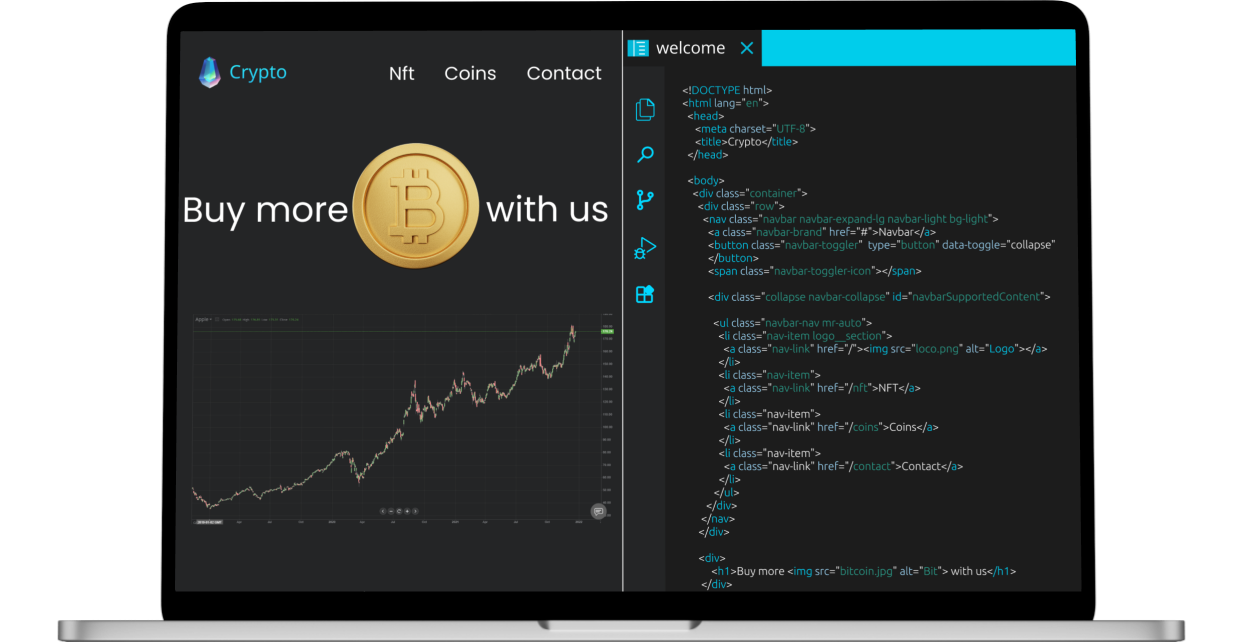 Crypto
Nft Coins Contact
Buy more with us
Apple
welcome
<!DOCTYPE html>
<html lang="en">
<head>
<meta charset="UTF-8">
<title>Crypto</title>
</head>
<body>
<div class="container">
<div class="row">
<nav class="navbar navbar-expand-lg navbar-light bg-light">
<a class="navbar-brand" href="#">Navbar</a>
<button class="navbar-toggler" type="button" data-toggle="collapse"
</button>
<span class="navbar-toggler-icon"></span>
<div class="collapse navbar-collapse" id="navbarSupportedContent">
<ul class="navbar-nav mr-auto">
<li class="nav-item logo__section">
<a class="nav-link" href="/"><img src="loco.png" alt="Logo"></a>
</li>
<li class="nav-item">
<a class="nav-link" href="/nft">NFT</a>
</li>
<li class="nav-item">
<a class="nav-link" href="/coins">Coins</a>
</li>
<li class="nav-item">
<a class="nav-link" href="/contact">Contact</a>
</li>
</ul>
</div>
</nav>
</div>
<div>
<h1>Buy more <img src="bitcoin.jpg" alt="Bit"> with us</h1>
</div>